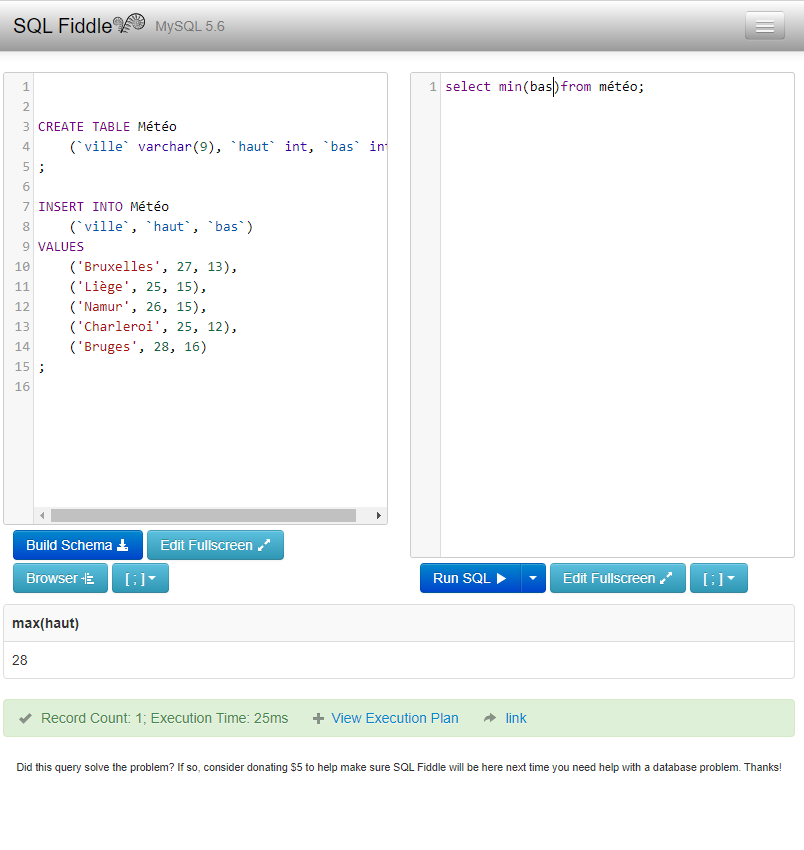 SQL Fiddle MySQL 5.6
1
2
3 CREATE TABLE Météo
4 (`ville` varchar(9), `haut` int, `bas` int
5 ;
6
7 INSERT INTO Météo
8 (`ville`, `haut`, `bas`)
9 VALUES
10 ('Bruxelles', 27, 13),
11 ('Liège', 25, 15),
12 ('Namur', 26, 15),
13 ('Charleroi', 25, 12),
14 ('Bruges', 28, 16)
15 ;
16
1 select min(bas)from météo;
Build Schema Edit Fullscreen
Browser [ ; ]
Run SQL Edit Fullscreen [ ; ]
max(haut)
28
Record Count: 1; Execution Time: 25ms View Execution Plan link
Did this query solve the problem? If so, consider donating $5 to help make sure SQL Fiddle will be here next time you need help with a database problem. Thanks!